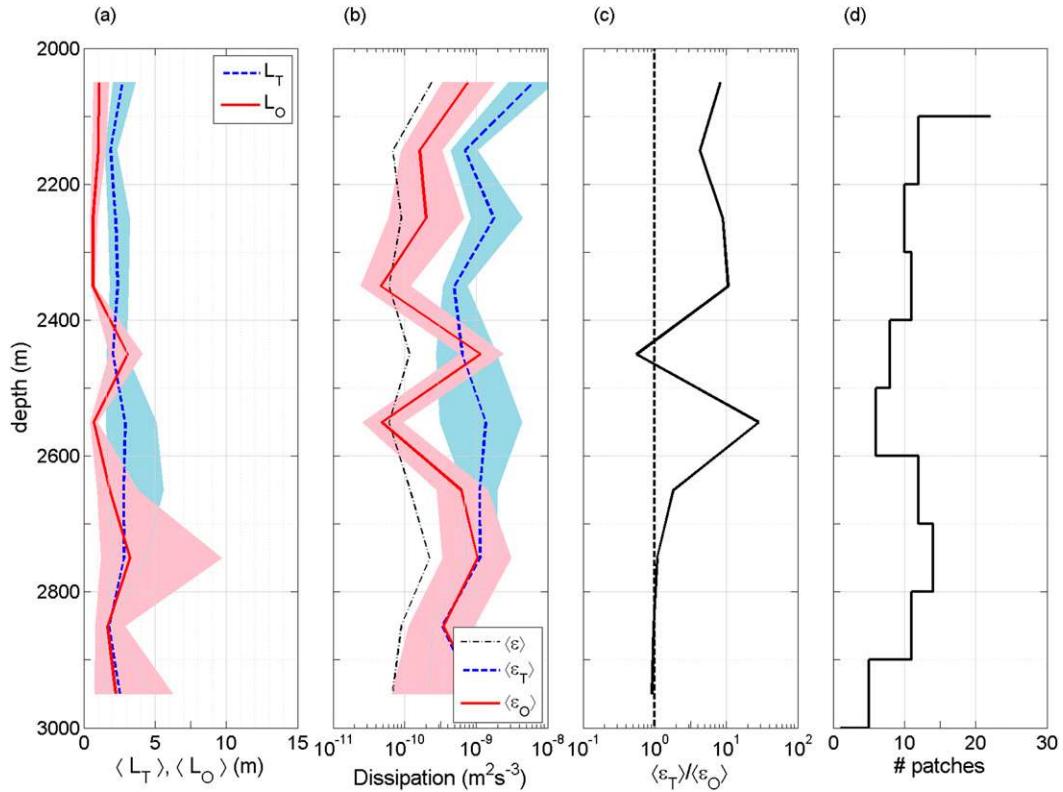 (a) (b) (c) (d)
2000
2200
2400
2600
2800
3000
depth (m)
L_T
L_O
0 5 10 15
⟨ L_T ⟩, ⟨ L_O ⟩ (m)
⟨ε⟩
⟨ε_T⟩
⟨ε_O⟩
10^-11 10^-10 10^-9 10^-8
Dissipation (m^2s^-3)
10^-1 10^0 10^1 10^2
⟨ε_T⟩/⟨ε_O⟩
0 10 20 30
# patches